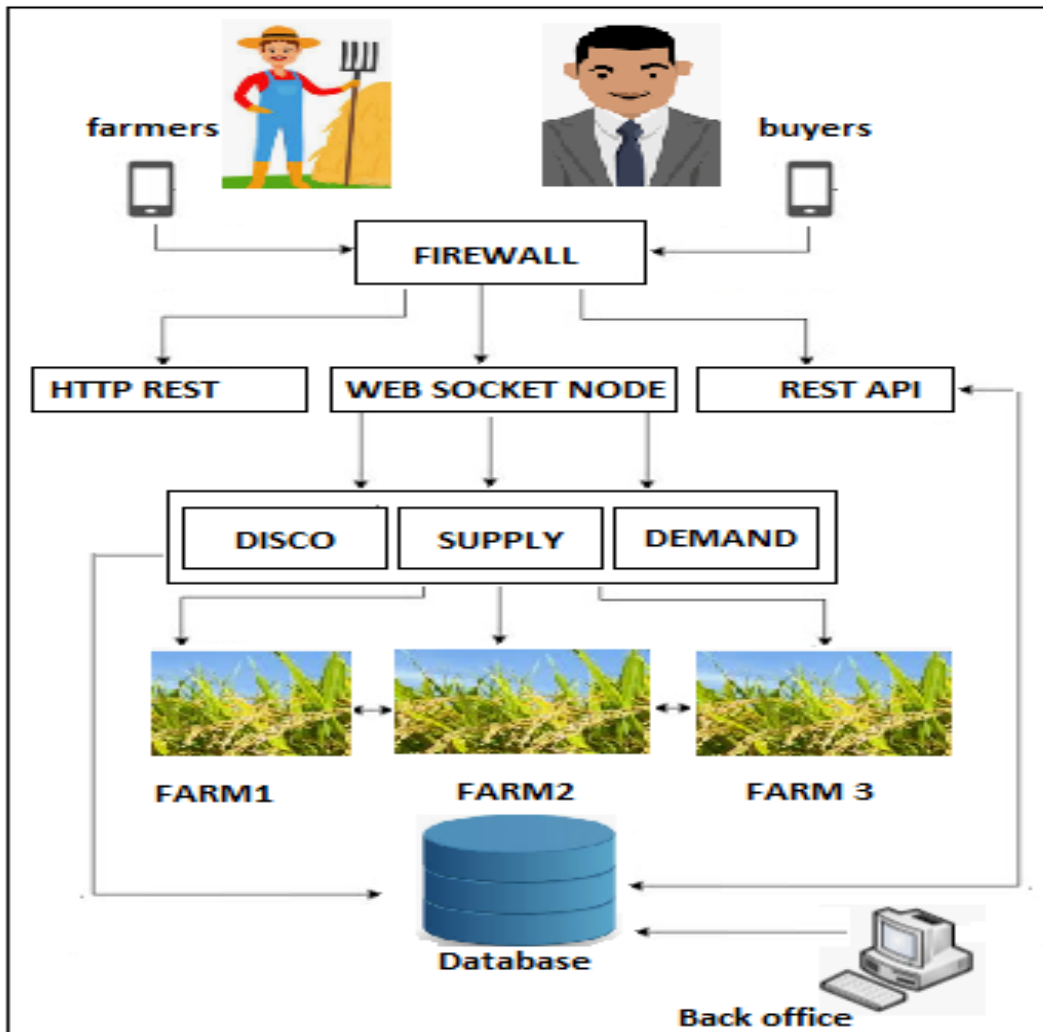 farmers
buyers
FIREWALL
HTTP REST
WEB SOCKET NODE
REST API
DISCO
SUPPLY
DEMAND
FARM1
FARM2
FARM 3
Database
Back office